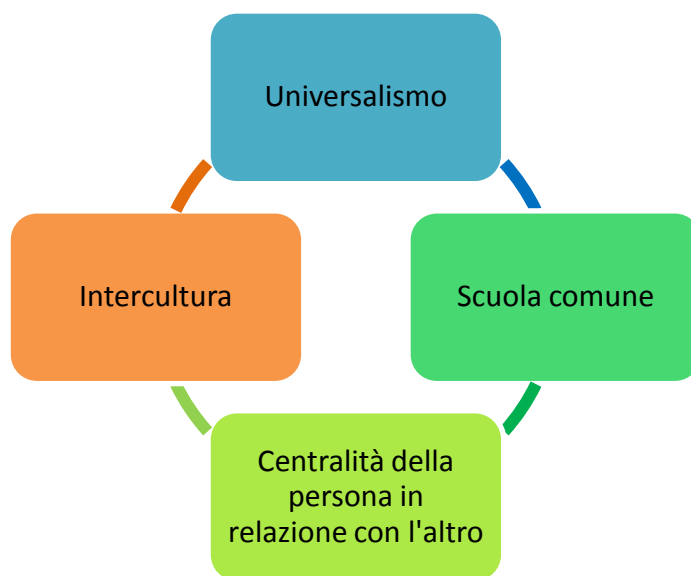 Universalismo
Intercultura
Scuola comune
Centralità della
persona in
relazione con l'altro